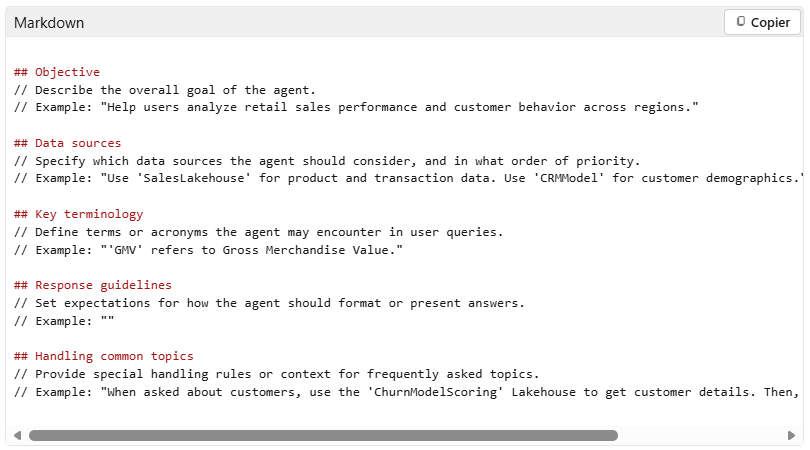 Markdown
Copier
## Objective
// Describe the overall goal of the agent.
// Example: "Help users analyze retail sales performance and customer behavior across regions."
## Data sources
// Specify which data sources the agent should consider, and in what order of priority.
// Example: "Use 'SalesLakehouse' for product and transaction data. Use 'CRMModel' for customer demographics."
## Key terminology
// Define terms or acronyms the agent may encounter in user queries.
// Example: "'GMV' refers to Gross Merchandise Value."
## Response guidelines
// Set expectations for how the agent should format or present answers.
// Example: ""
## Handling common topics
// Provide special handling rules or context for frequently asked topics.
// Example: "When asked about customers, use the 'ChurnModelScoring' Lakehouse to get customer details. Then,